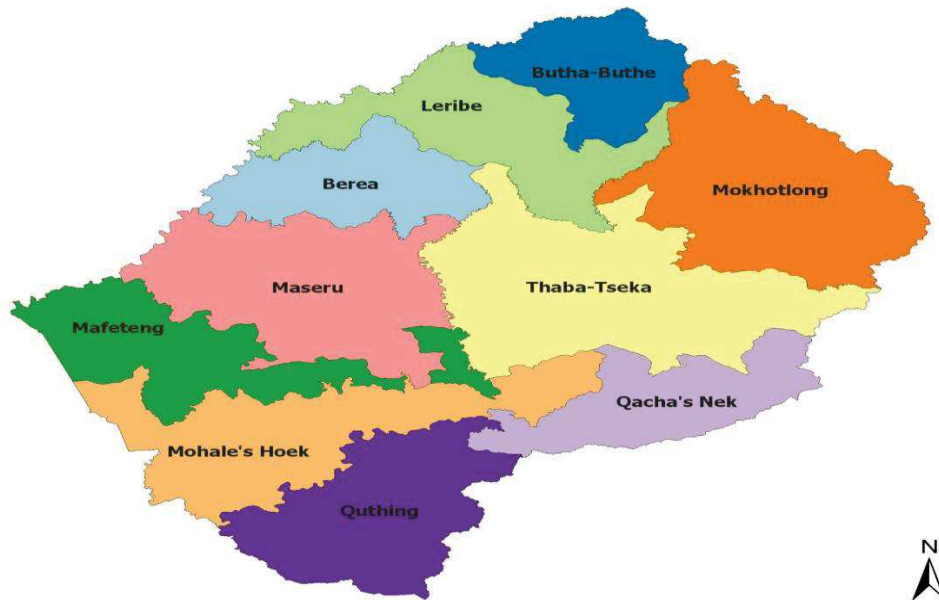 Butha-Buthe
Leribe
Berea
Mokhotlong
Maseru
Thaba-Tseka
Mafeteng
Qacha's Nek
Mohale's Hoek
Quthing
N